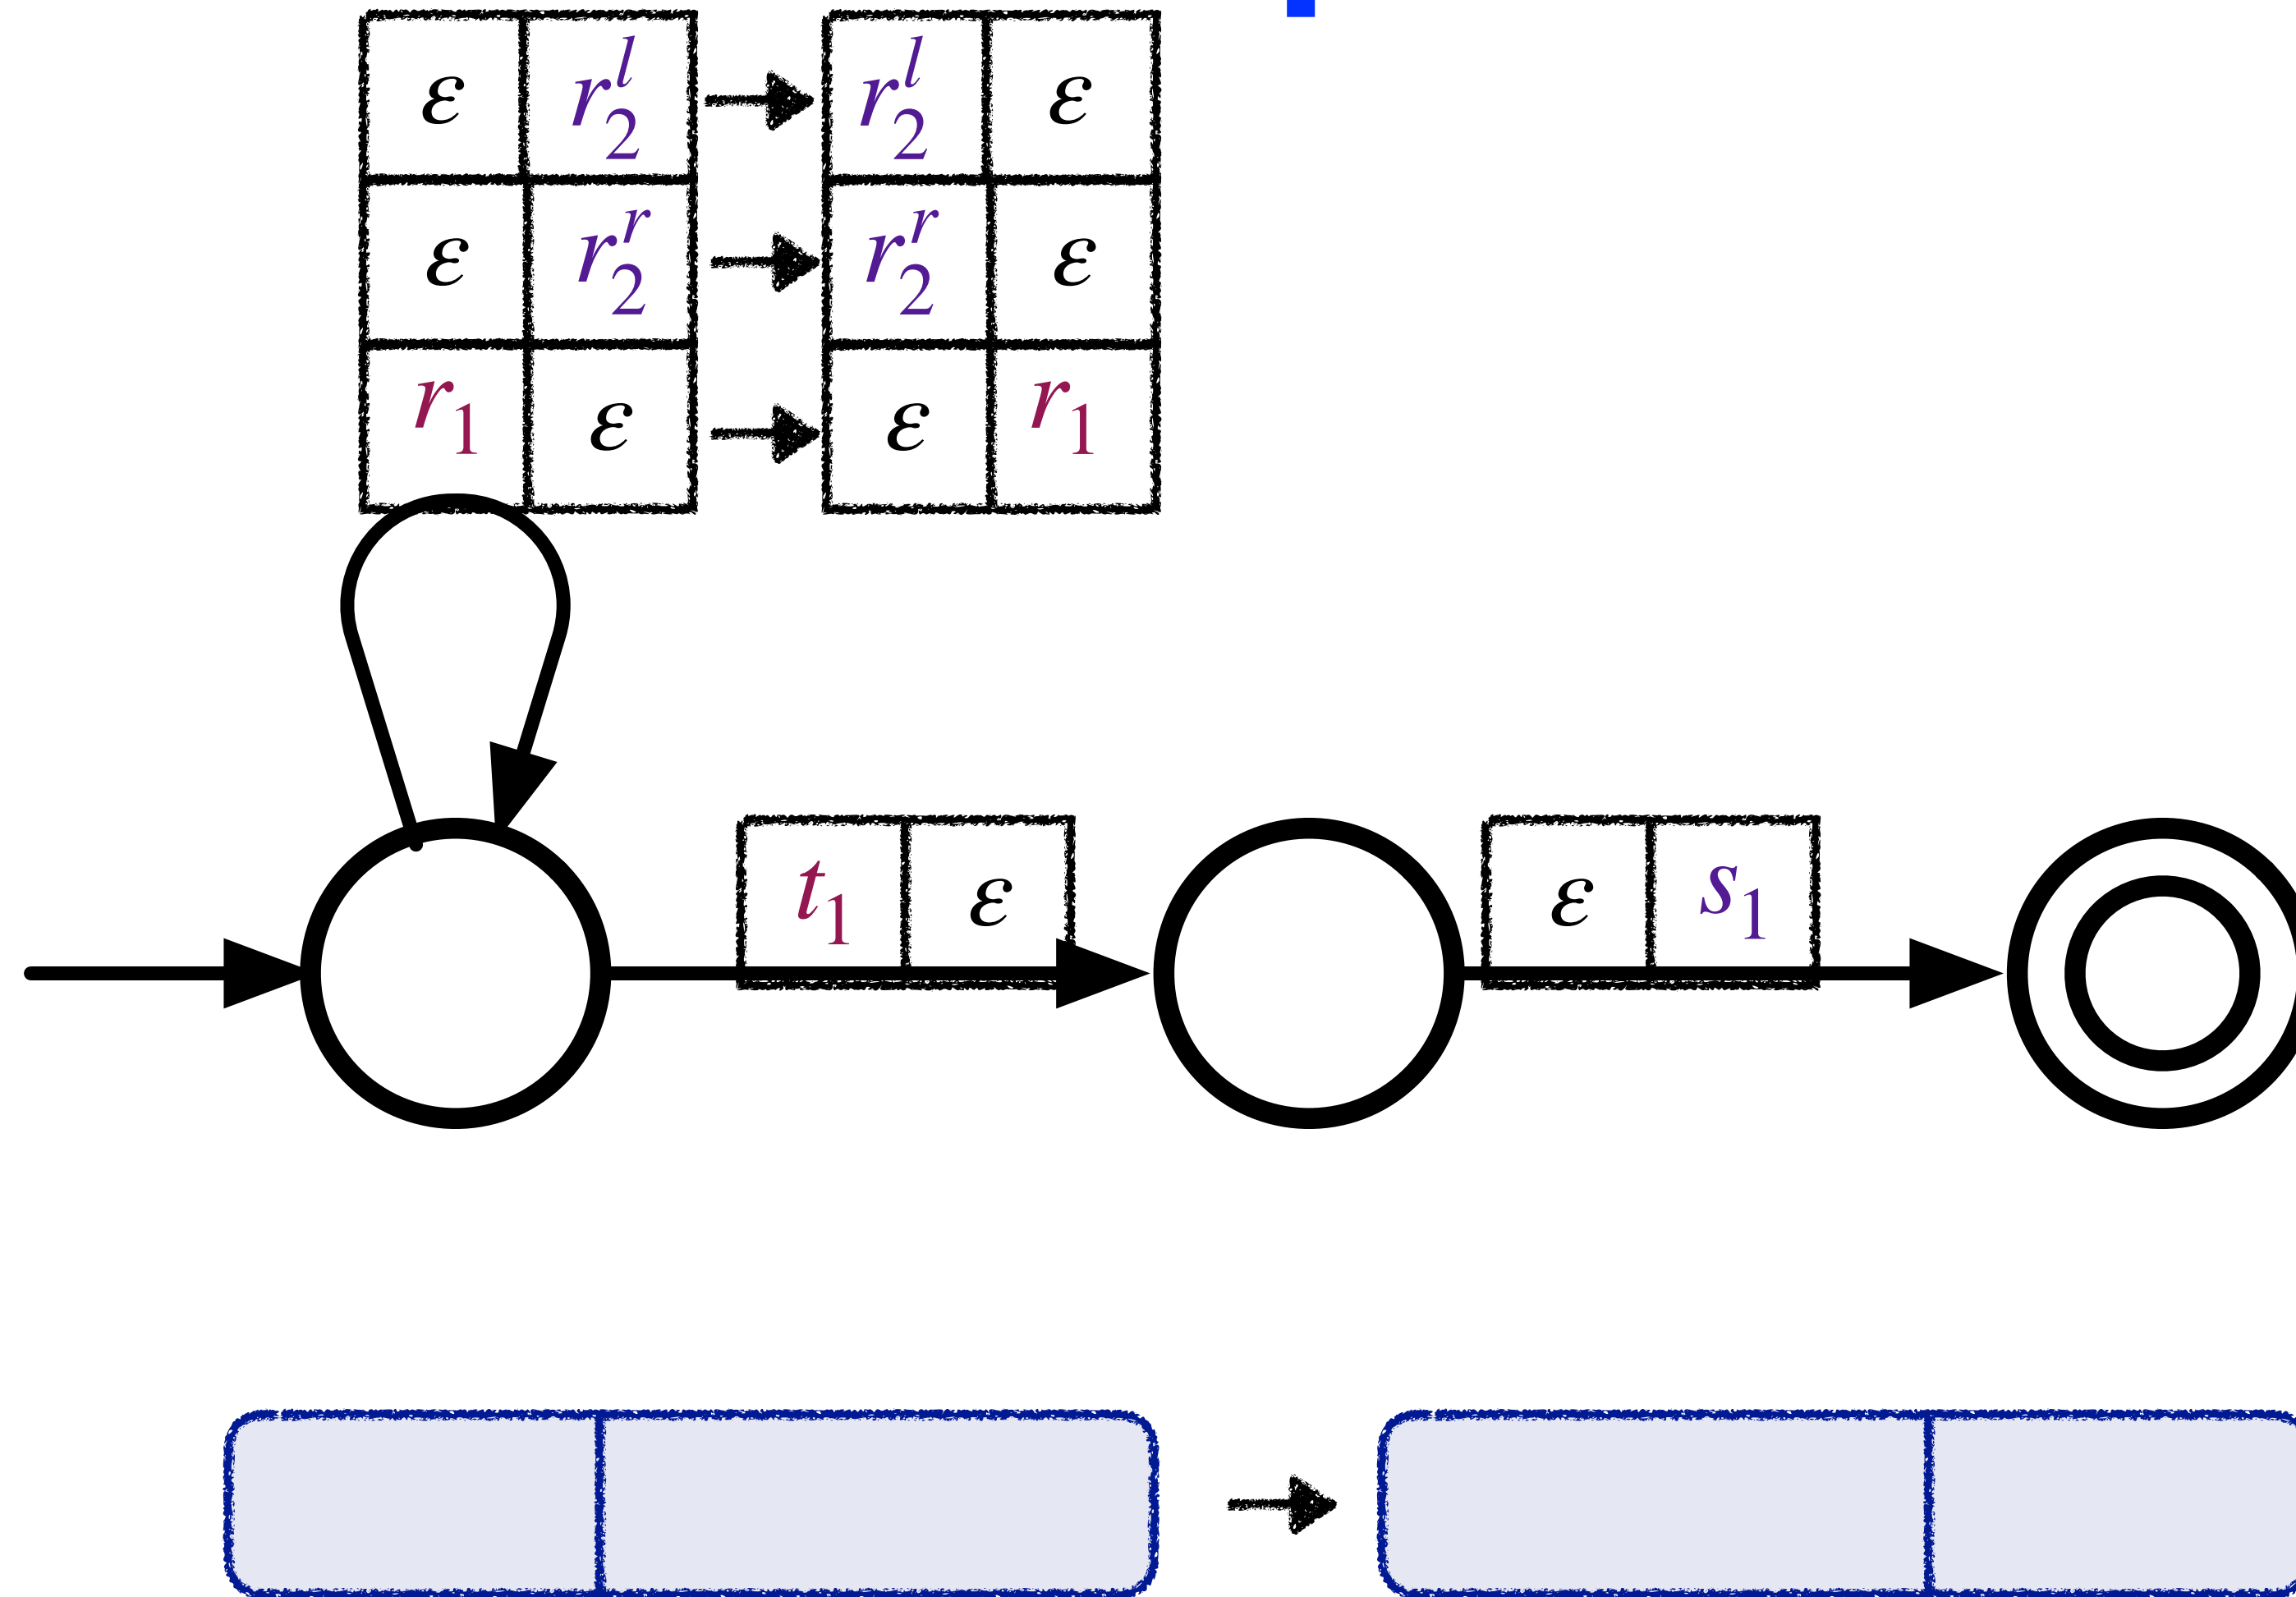 ε r₂ˡ → r₂ˡ ε
ε r₂ʳ → r₂ʳ ε
r₁ ε → ε r₁
t₁ ε ε s₁